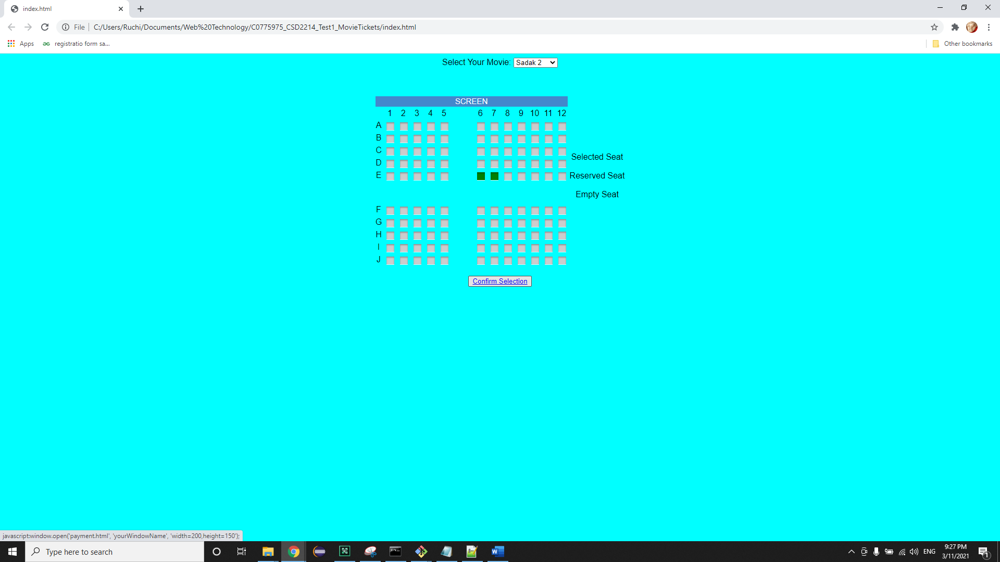 index.html
File
C:/Users/Ruchi/Documents/Web%20Technology/C0775975_CSD2214_Test1_MovieTickets/index.html
Apps
registratio form sa...
Other bookmarks
Select Your Movie: Sadak 2
SCREEN
1 2 3 4 5 6 7 8 9 10 11 12
A
B
C
Selected Seat
D
E
Reserved Seat
Empty Seat
F
G
H
I
J
Confirm Selection
javascript:window.open('payment.html', 'yourWindowName', 'width=200,height=150');
Type here to search
ENG
9:27 PM
3/11/2021
1